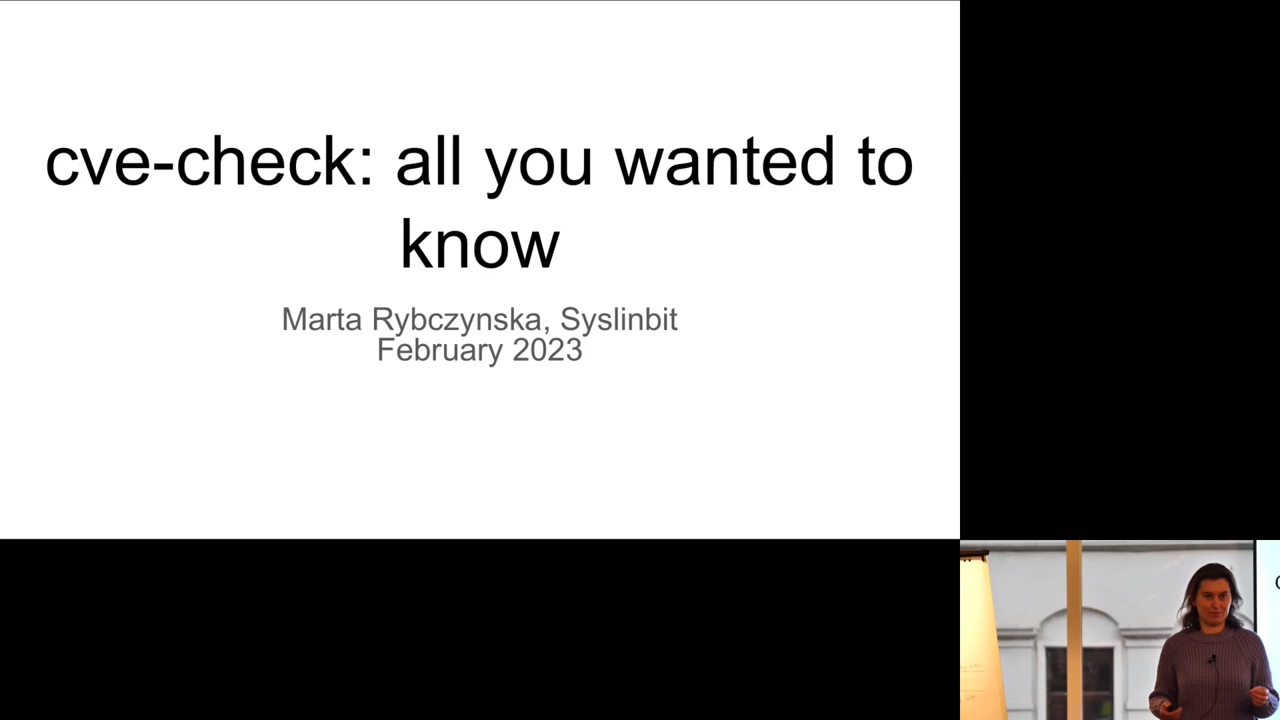 cve-check: all you wanted to
know
Marta Rybczynska, Syslinbit
February 2023